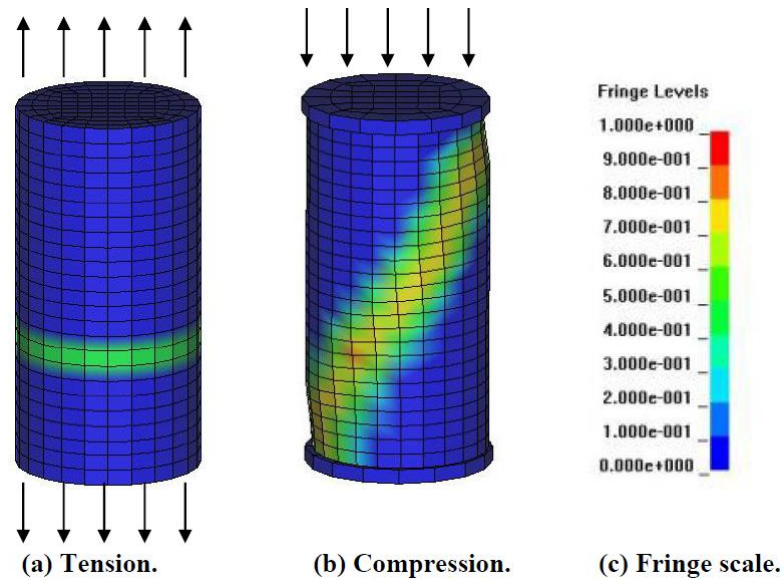 Fringe Levels
1.000e+000
9.000e-001
8.000e-001
7.000e-001
6.000e-001
5.000e-001
4.000e-001
3.000e-001
2.000e-001
1.000e-001
0.000e+000
(a) Tension.
(b) Compression.
(c) Fringe scale.